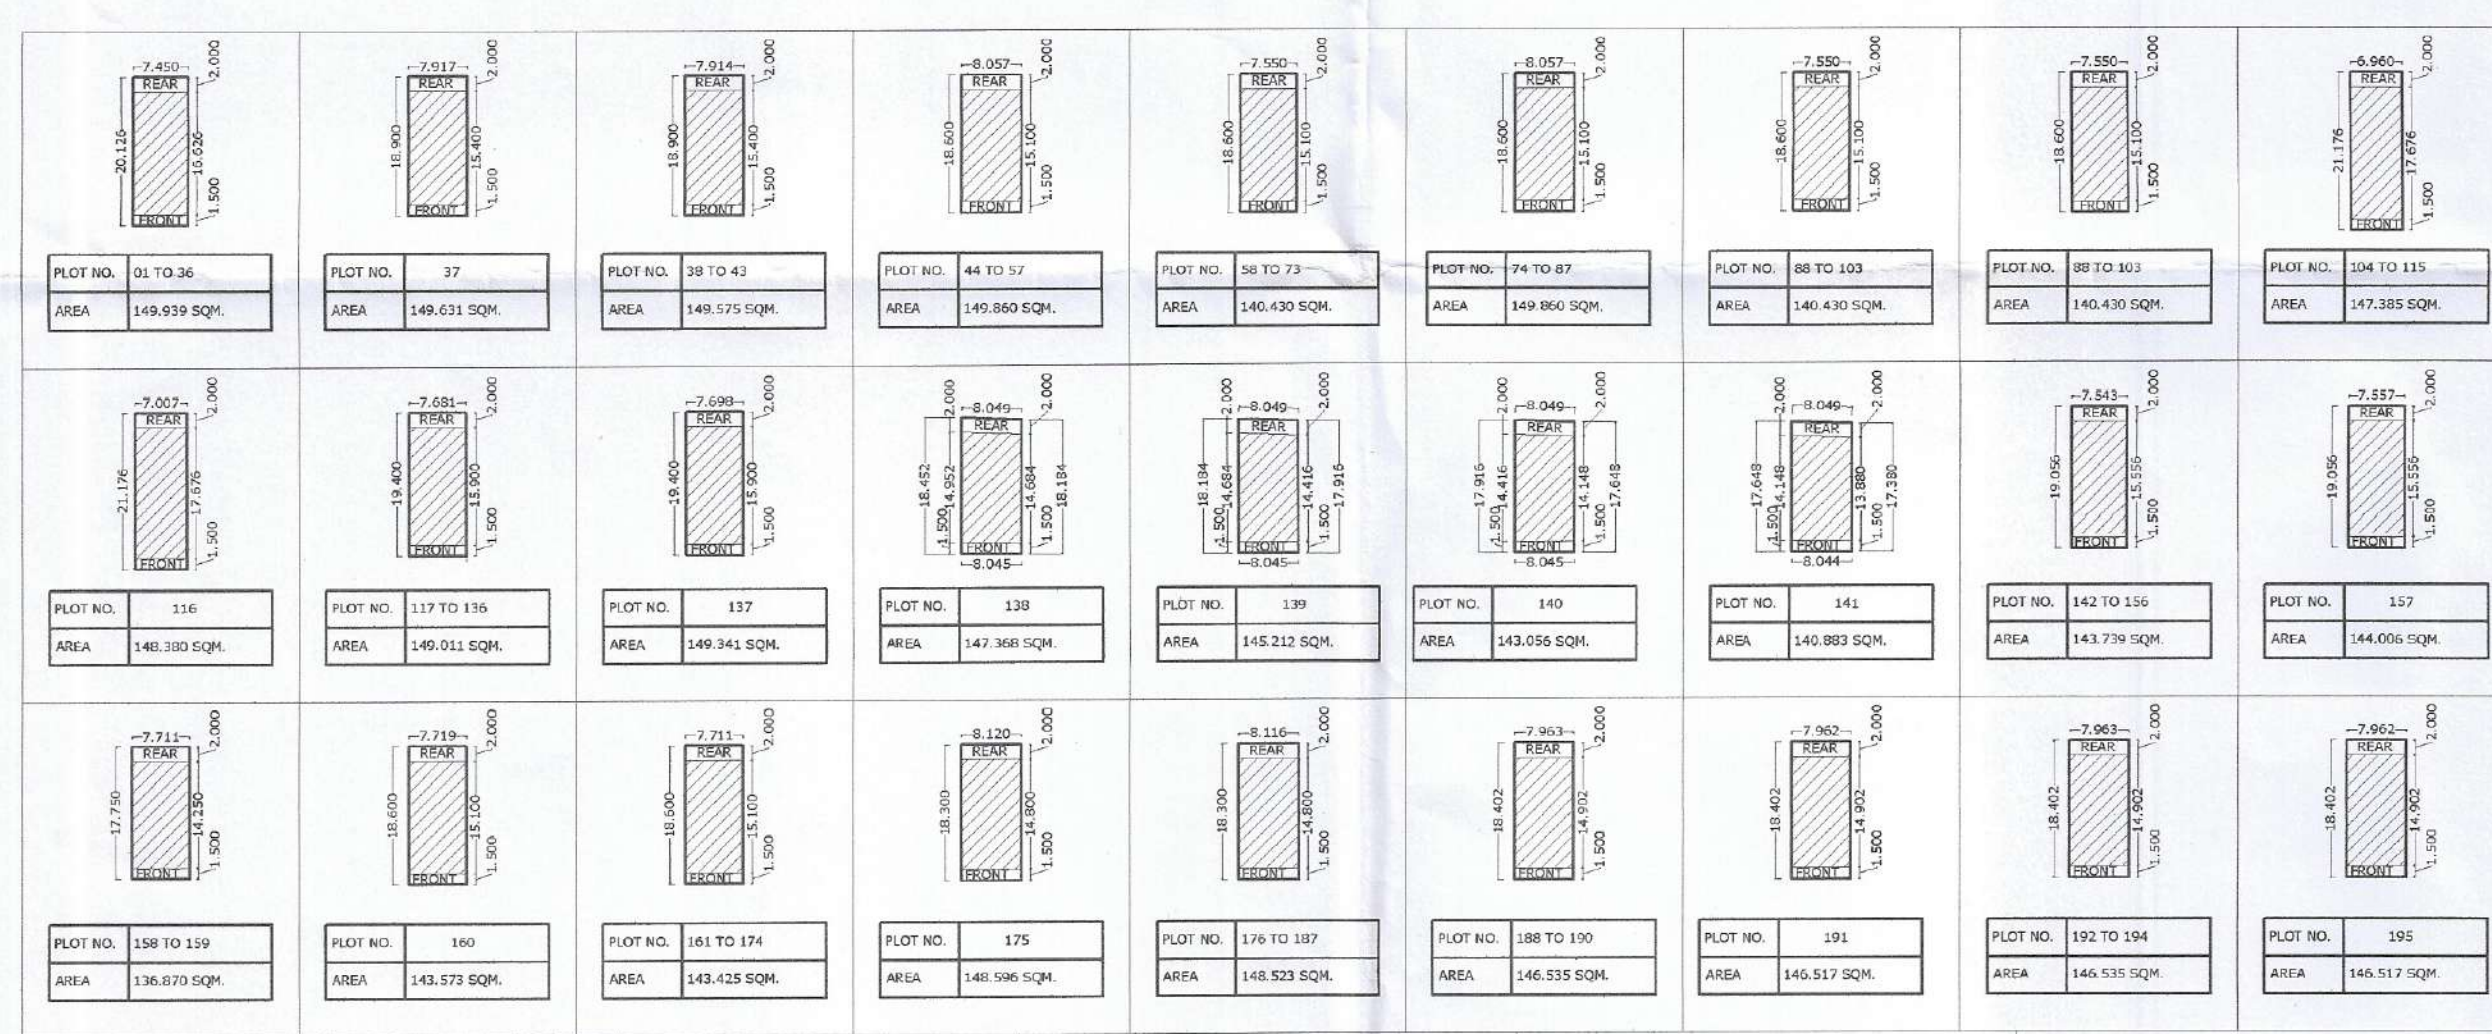 7.450
2.000
REAR
20.126
16.626
1.500
FRONT
PLOT NO. 01 TO 36
AREA 149.939 SQM.
7.917
2.000
REAR
18.900
15.400
1.500
FRONT
PLOT NO. 37
AREA 149.631 SQM.
7.914
2.000
REAR
18.900
15.400
1.500
FRONT
PLOT NO. 38 TO 43
AREA 149.575 SQM.
8.057
2.000
REAR
18.600
15.100
1.500
FRONT
PLOT NO. 44 TO 57
AREA 149.860 SQM.
7.550
2.000
REAR
18.600
15.100
1.500
FRONT
PLOT NO. 58 TO 73
AREA 140.430 SQM.
8.057
2.000
REAR
18.600
15.100
1.500
FRONT
PLOT NO. 74 TO 87
AREA 149.860 SQM.
7.550
2.000
REAR
18.600
15.100
1.500
FRONT
PLOT NO. 88 TO 103
AREA 140.430 SQM.
7.550
2.000
REAR
18.600
15.100
1.500
FRONT
PLOT NO. 88 TO 103
AREA 140.430 SQM.
6.960
2.000
REAR
21.176
17.676
1.500
FRONT
PLOT NO. 104 TO 115
AREA 147.385 SQM.
7.007
2.000
REAR
21.176
17.676
1.500
FRONT
PLOT NO. 116
AREA 148.380 SQM.
7.681
2.000
REAR
19.400
15.900
1.500
FRONT
PLOT NO. 117 TO 136
AREA 149.011 SQM.
7.698
2.000
REAR
19.400
15.900
1.500
FRONT
PLOT NO. 137
AREA 149.341 SQM.
2.000
8.049
2.000
REAR
18.452
14.952
14.684
18.184
1.500
1.500
FRONT
8.045
PLOT NO. 138
AREA 147.368 SQM.
2.000
8.049
2.000
REAR
18.184
14.684
14.416
17.916
1.500
1.500
FRONT
8.045
PLOT NO. 139
AREA 145.212 SQM.
2.000
8.049
2.000
REAR
17.916
14.416
14.148
17.648
1.500
1.500
FRONT
8.045
PLOT NO. 140
AREA 143.056 SQM.
2.000
8.049
2.000
REAR
17.648
14.148
13.880
17.380
1.500
1.500
FRONT
8.044
PLOT NO. 141
AREA 140.883 SQM.
7.543
2.000
REAR
19.056
15.556
1.500
FRONT
PLOT NO. 142 TO 156
AREA 143.739 SQM.
7.557
2.000
REAR
19.056
15.556
1.500
FRONT
PLOT NO. 157
AREA 144.006 SQM.
7.711
2.000
REAR
17.750
14.250
1.500
FRONT
PLOT NO. 158 TO 159
AREA 136.870 SQM.
7.719
2.000
REAR
18.600
15.100
1.500
FRONT
PLOT NO. 160
AREA 143.573 SQM.
7.711
2.000
REAR
18.600
15.100
1.500
FRONT
PLOT NO. 161 TO 174
AREA 143.425 SQM.
8.120
2.000
REAR
18.300
14.800
1.500
FRONT
PLOT NO. 175
AREA 148.596 SQM.
8.116
2.000
REAR
18.300
14.800
1.500
FRONT
PLOT NO. 176 TO 187
AREA 148.523 SQM.
7.963
2.000
REAR
18.402
14.902
1.500
FRONT
PLOT NO. 188 TO 190
AREA 146.535 SQM.
7.962
2.000
REAR
18.402
14.902
1.500
FRONT
PLOT NO. 191
AREA 146.517 SQM.
7.963
2.000
REAR
18.402
14.902
1.500
FRONT
PLOT NO. 192 TO 194
AREA 146.535 SQM.
7.962
2.000
REAR
18.402
14.902
1.500
FRONT
PLOT NO. 195
AREA 146.517 SQM.